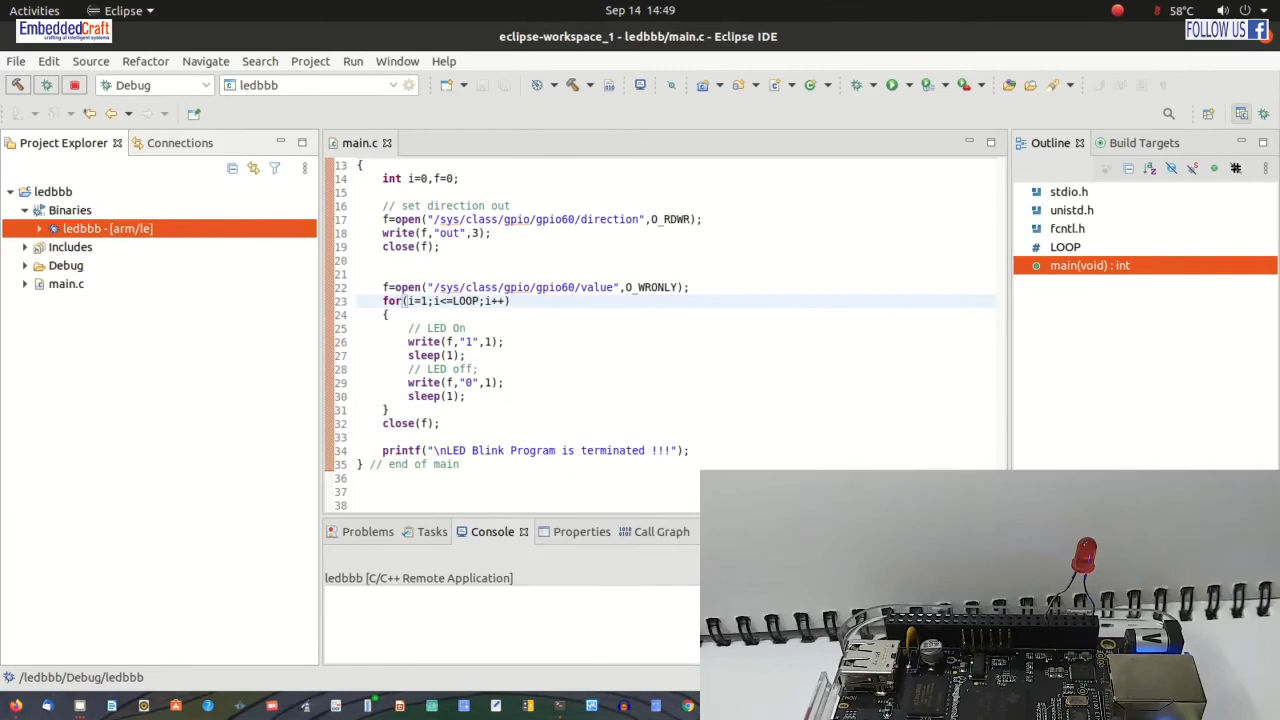 Activities
Eclipse
Sep 14 14:49
58°C
EmbeddedCraft
crafting of intelligent systems
eclipse-workspace_1 - ledbbb/main.c - Eclipse IDE
FOLLOW US
File Edit Source Refactor Navigate Search Project Run Window Help
Debug
ledbbb
Project Explorer
Connections
main.c
Outline
Build Targets
ledbbb
Binaries
ledbbb - [arm/le]
Includes
Debug
main.c
13 {
14 int i=0,f=0;
15
16 // set direction out
17 f=open("/sys/class/gpio/gpio60/direction",O_RDWR);
18 write(f,"out",3);
19 close(f);
20
21
22 f=open("/sys/class/gpio/gpio60/value",O_WRONLY);
23 for(i=1;i<=LOOP;i++)
24 {
25 // LED On
26 write(f,"1",1);
27 sleep(1);
28 // LED off;
29 write(f,"0",1);
30 sleep(1);
31 }
32 close(f);
33
34 printf("\nLED Blink Program is terminated !!!");
35 } // end of main
36
37
38
stdio.h
unistd.h
fcntl.h
LOOP
main(void) : int
Problems
Tasks
Console
Properties
Call Graph
ledbbb [C/C++ Remote Application]
/ledbbb/Debug/ledbbb